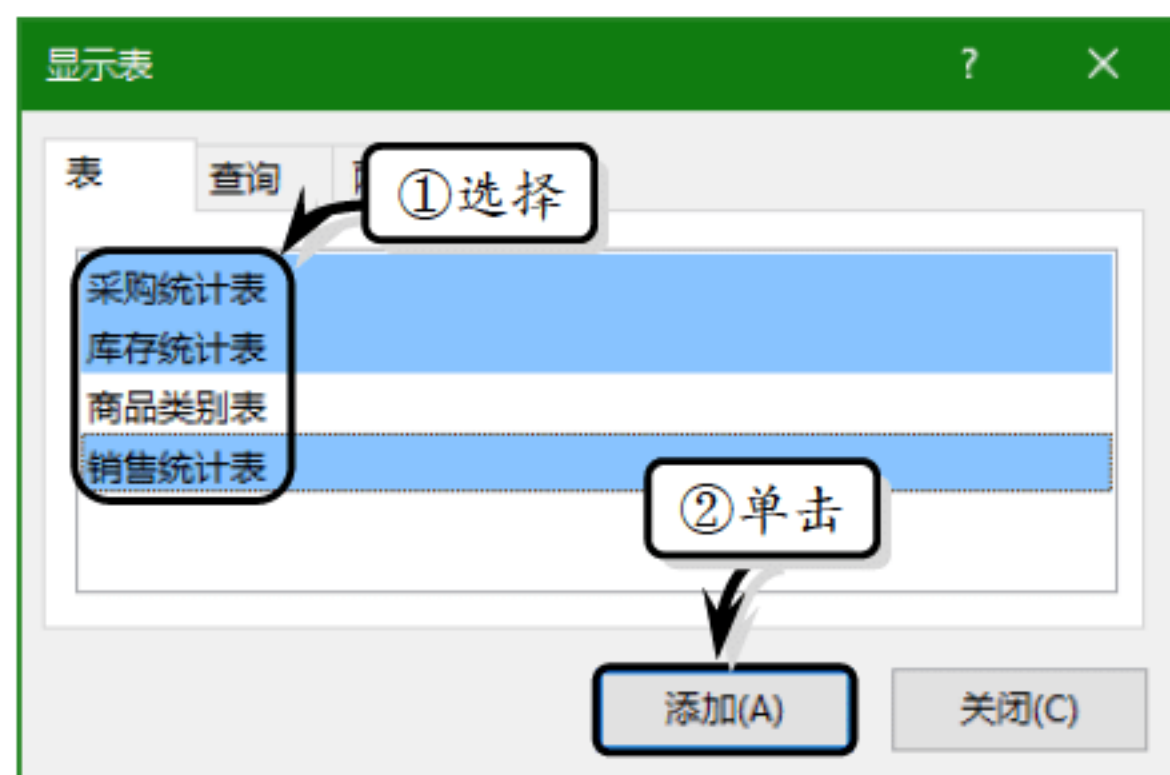 显示表 ?
表 查询
①选择
采购统计表
库存统计表
商品类别表
销售统计表
②单击
添加(A) 关闭(C)